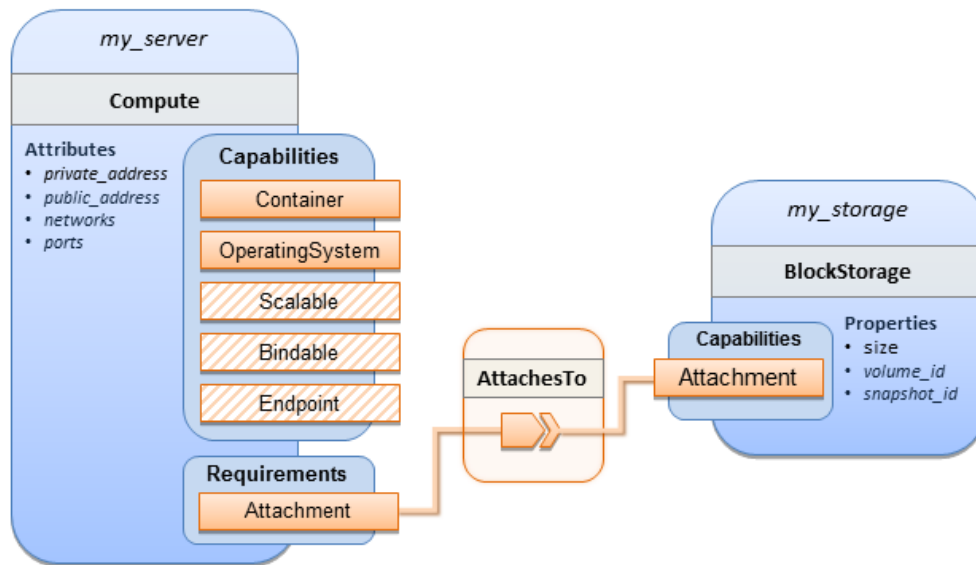 my_server
Compute
Attributes
• private_address
• public_address
• networks
• ports
Capabilities
Container
OperatingSystem
Scalable
Bindable
Endpoint
Requirements
Attachment
AttachesTo
my_storage
BlockStorage
Capabilities
Attachment
Properties
• size
• volume_id
• snapshot_id